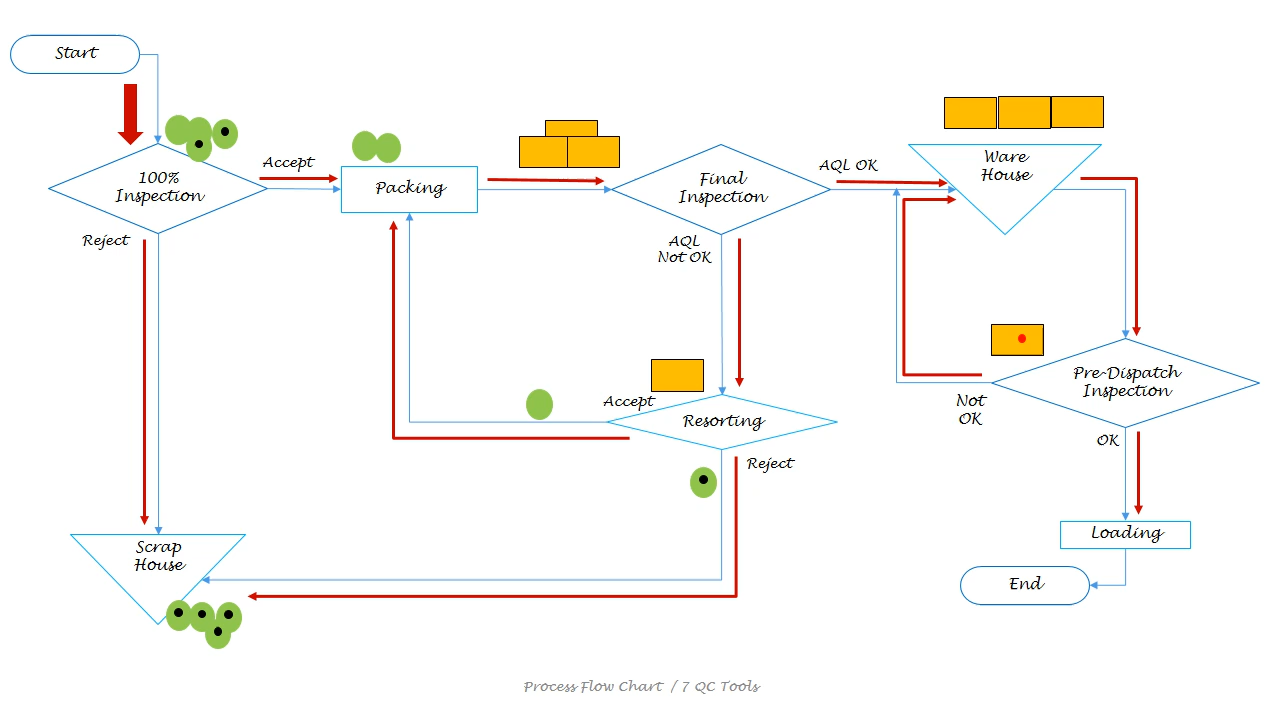 Start
100%
Inspection
Accept
Packing
Final
Inspection
AQL OK
Ware
House
Reject
AQL
Not OK
Pre-Dispatch
Inspection
Not
OK
Accept
Resorting
OK
Reject
Loading
Scrap
House
End
Process Flow Chart / 7 QC Tools